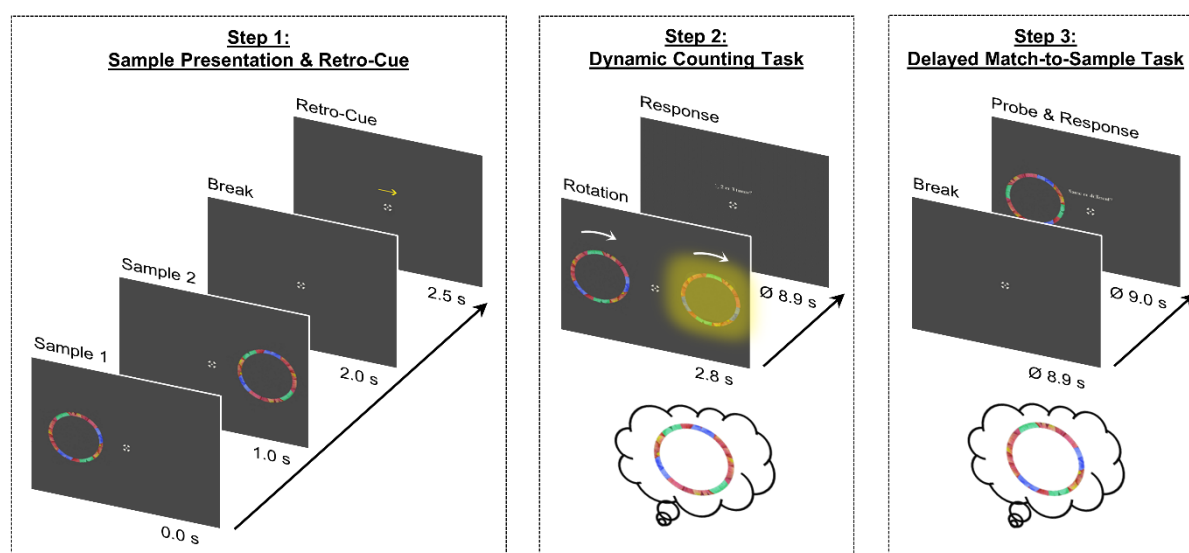 Step 1:
Sample Presentation & Retro-Cue
Retro-Cue
Break
Sample 2
Sample 1
2.5 s
2.0 s
1.0 s
0.0 s
Step 2:
Dynamic Counting Task
Response
Rotation
Ø 8.9 s
2.8 s
Step 3:
Delayed Match-to-Sample Task
Probe & Response
Break
Ø 9.0 s
Ø 8.9 s